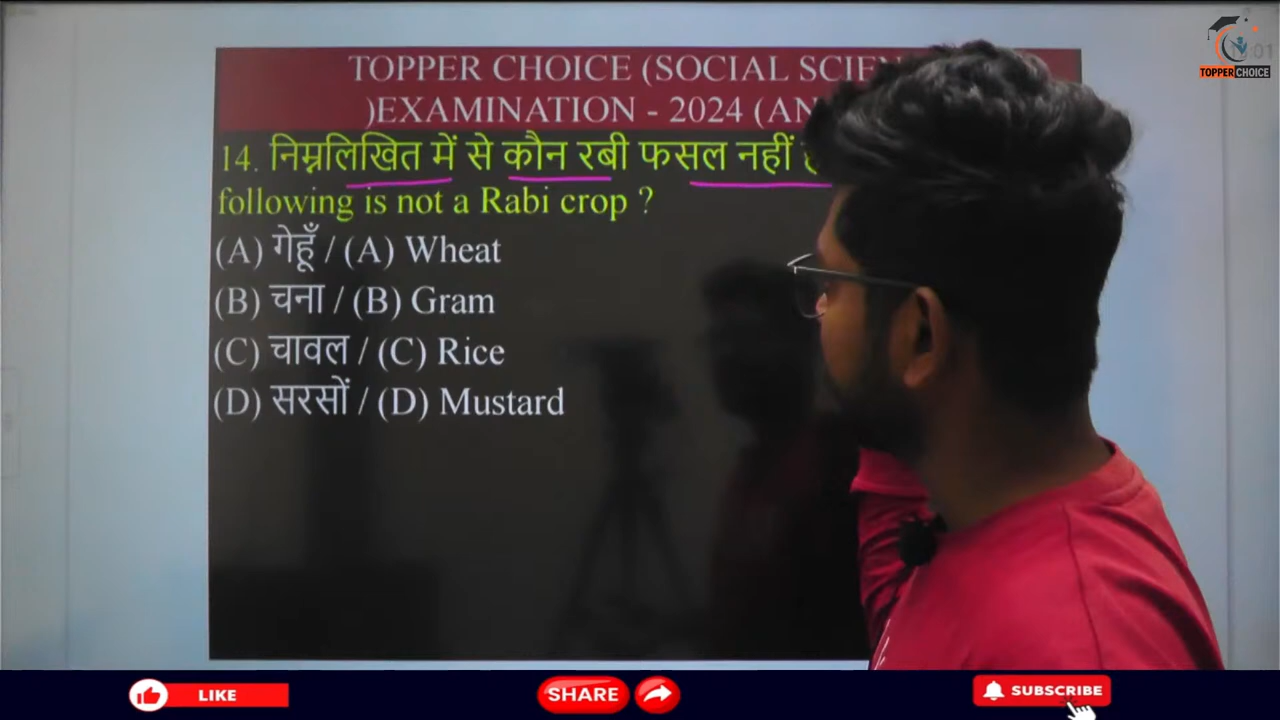 TOPPER CHOICE (SOCIAL SCIEN
)EXAMINATION - 2024 (AN
14. निम्नलिखित में से कौन रबी फसल नहीं
following is not a Rabi crop ?
(A) गेहूँ / (A) Wheat
(B) चना / (B) Gram
(C) चावल / (C) Rice
(D) सरसों / (D) Mustard
TOPPER CHOICE
LIKE
SHARE
SUBSCRIBE